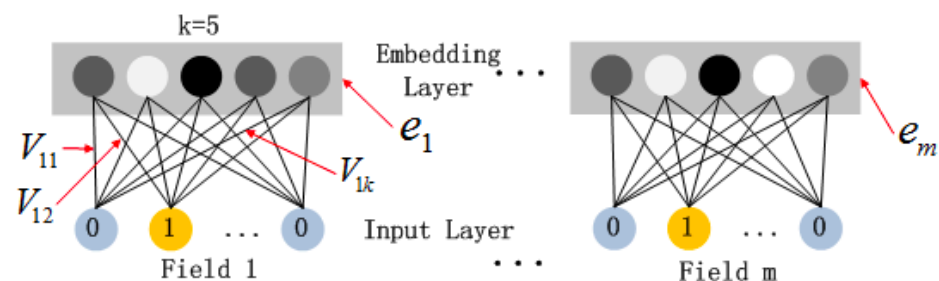 k=5
Embedding
Layer
...
e1
em
V11
V12
V1k
0 1 ... 0
Input Layer
0 1 ... 0
Field 1
...
Field m